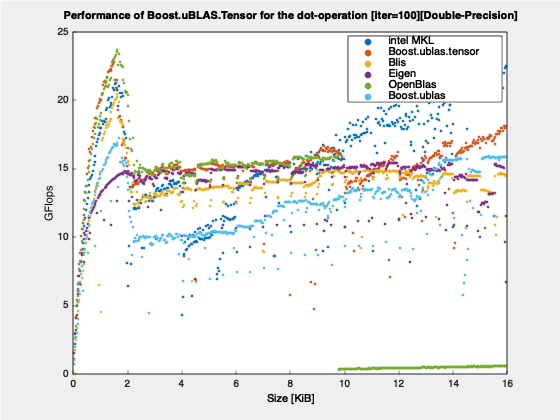 Performance of Boost.uBLAS.Tensor for the dot-operation [iter=100][Double-Precision]
25
20
15
10
5
0
GFlops
intel MKL
Boost.ublas.tensor
Blis
Eigen
OpenBlas
Boost.ublas
0 2 4 6 8 10 12 14 16
Size [KiB]